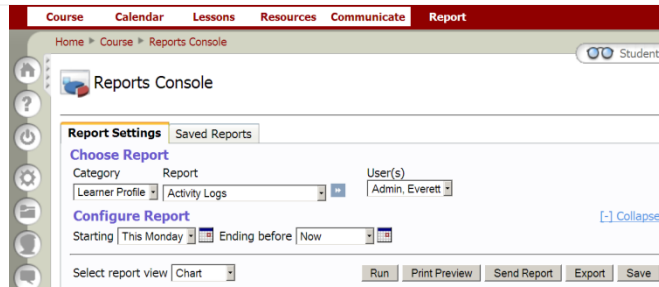 Course Calendar Lessons Resources Communicate Report
Home Course Reports Console
Student
Reports Console
Report Settings Saved Reports
Choose Report
Category Report User(s)
Learner Profile Activity Logs Admin, Everett
Configure Report [-] Collapse
Starting This Monday Ending before Now
Select report view Chart Run Print Preview Send Report Export Save